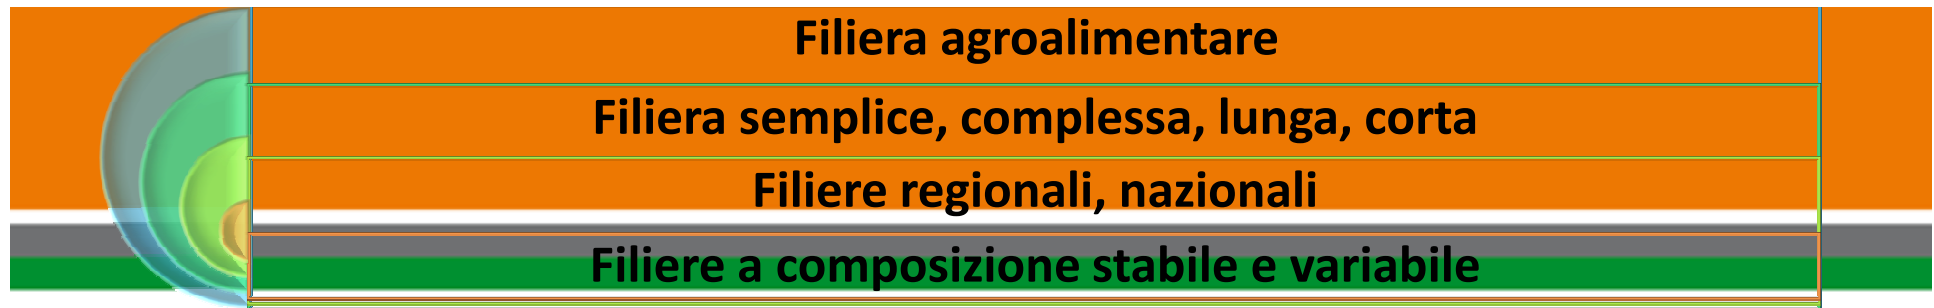 Filiera agroalimentare
Filiera semplice, complessa, lunga, corta
Filiere regionali, nazionali
Filiere a composizione stabile e variabile